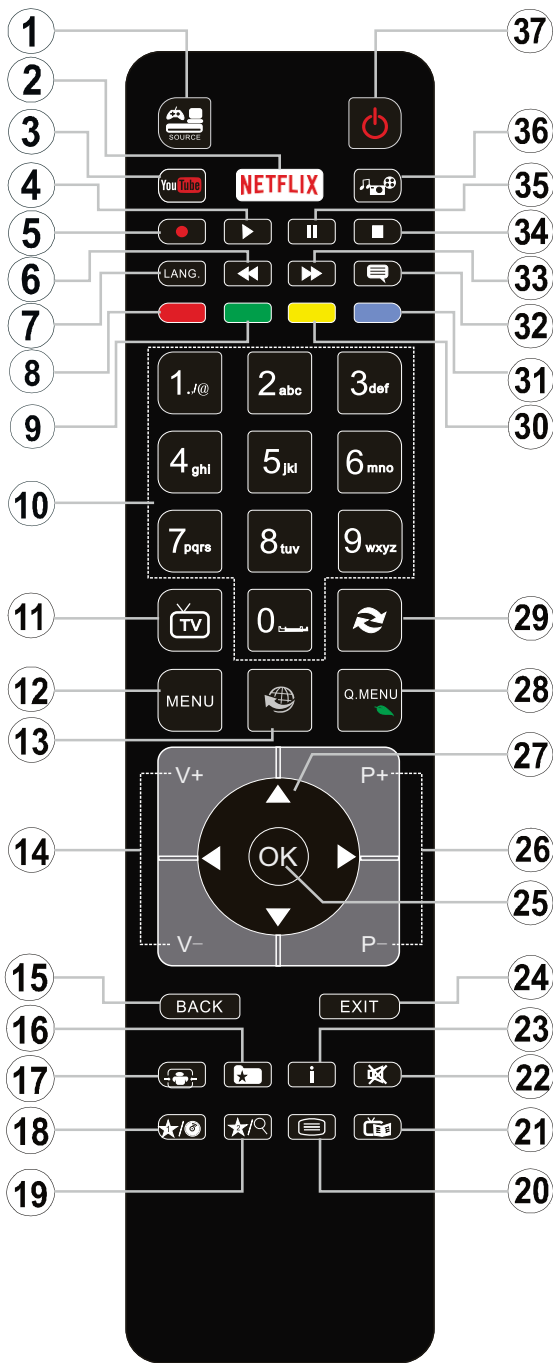 1
37
2
SOURCE
3
YouTube
NETFLIX
36
4
35
5
34
6
33
7
LANG.
32
8
31
9
30
1../@
2abc
3def
4ghi
5jkl
6mno
10
7pqrs
8tuv
9wxyz
11
TV
0
29
12
MENU
Q.MENU
28
13
V+
P+
27
14
OK
26
25
V–
P–
15
BACK
EXIT
24
16
23
17
i
22
18
1/
21
19
2/
20